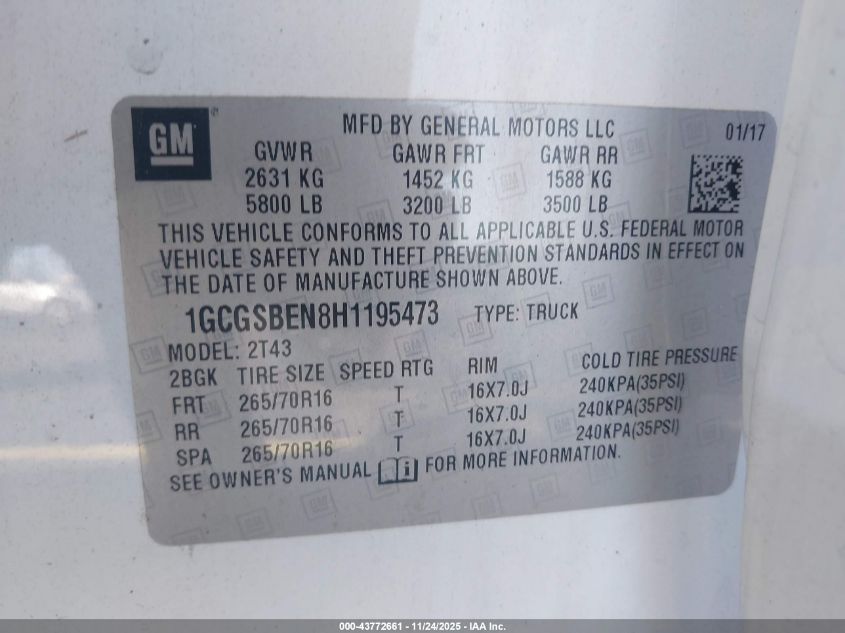 GM
MFD BY GENERAL MOTORS LLC 01/17
GVWR GAWR FRT GAWR RR
2631 KG 1452 KG 1588 KG
5800 LB 3200 LB 3500 LB
THIS VEHICLE CONFORMS TO ALL APPLICABLE U.S. FEDERAL MOTOR
VEHICLE SAFETY AND THEFT PREVENTION STANDARDS IN EFFECT ON
THE DATE OF MANUFACTURE SHOWN ABOVE.
1GCGSBEN8H1195473 TYPE: TRUCK
MODEL: 2T43
2BGK TIRE SIZE SPEED RTG RIM COLD TIRE PRESSURE
FRT 265/70R16 T 16X7.0J 240KPA(35PSI)
RR 265/70R16 T 16X7.0J 240KPA(35PSI)
SPA 265/70R16 T 16X7.0J 240KPA(35PSI)
SEE OWNER'S MANUAL FOR MORE INFORMATION.
000-43772661 - 11/24/2025 - IAA Inc.